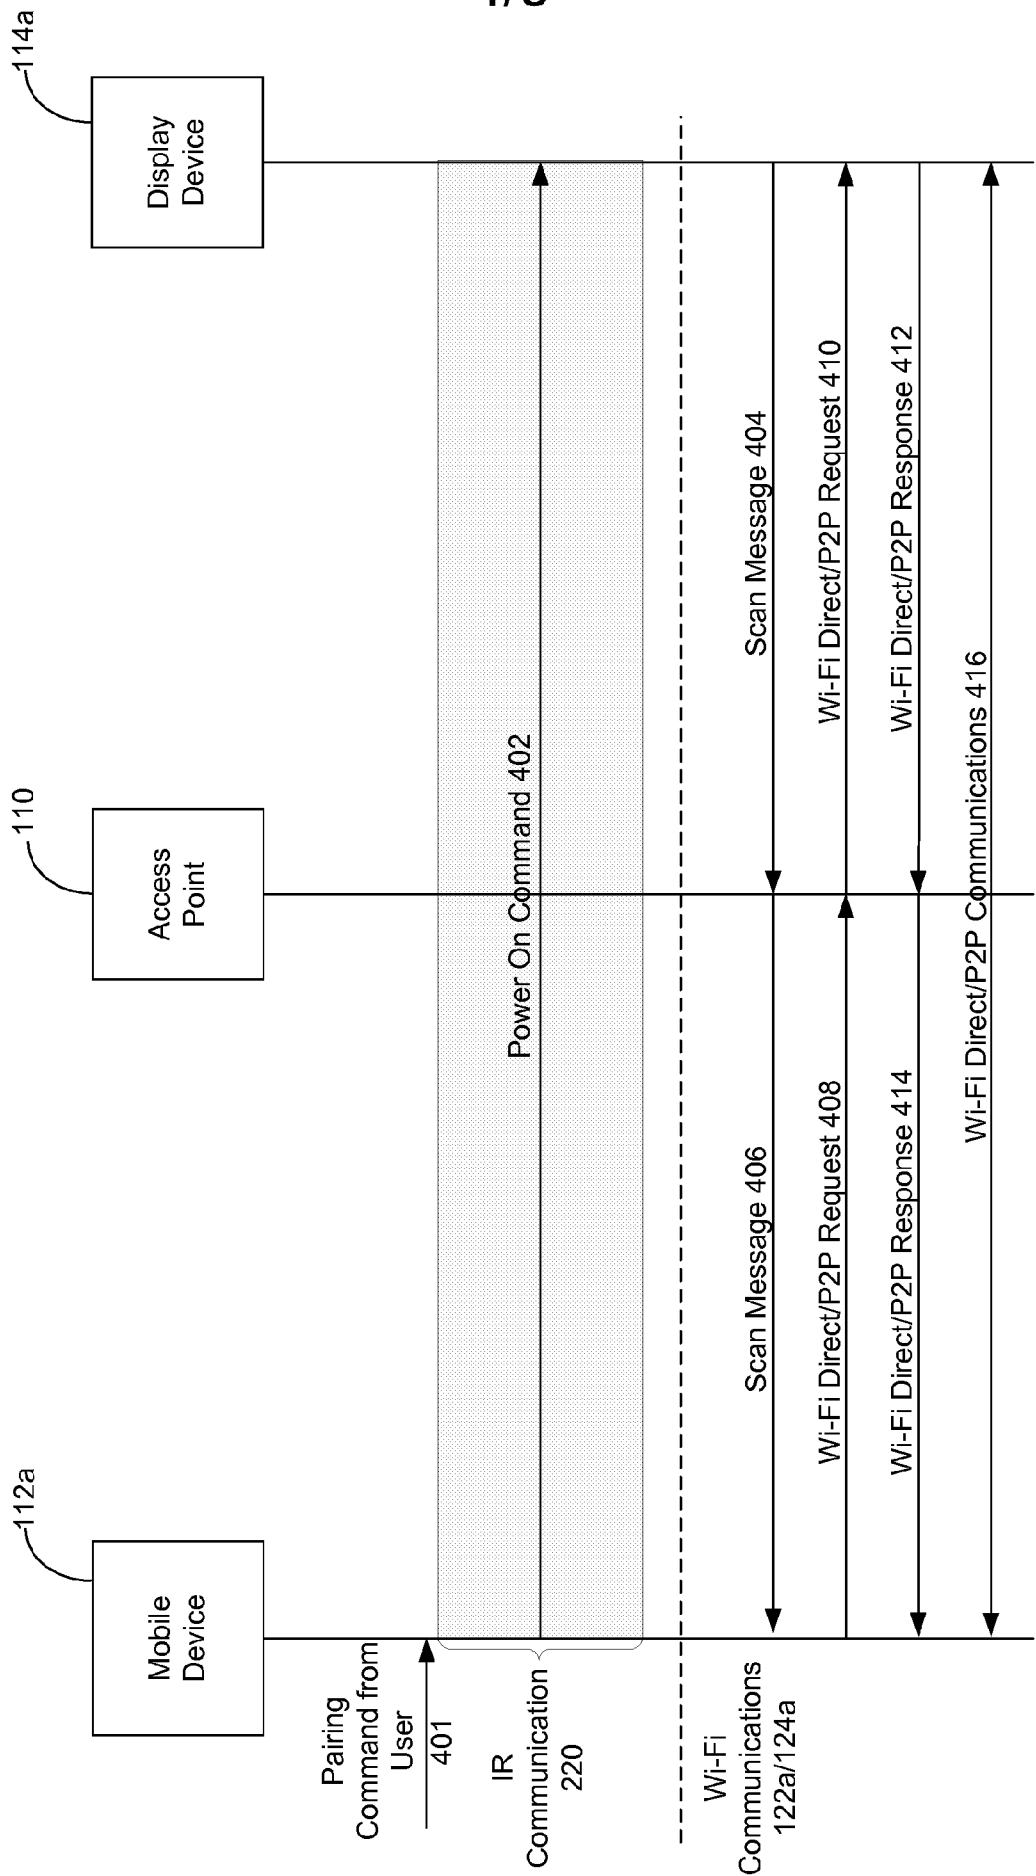 112a
110
114a
Mobile
Device
Access
Point
Display
Device
Pairing
Command from
User
401
IR
Communication
220
Power On Command 402
Wi-Fi
Communications
122a/124a
Scan Message 406
Scan Message 404
Wi-Fi Direct/P2P Request 408
Wi-Fi Direct/P2P Request 410
Wi-Fi Direct/P2P Response 414
Wi-Fi Direct/P2P Response 412
Wi-Fi Direct/P2P Communications 416